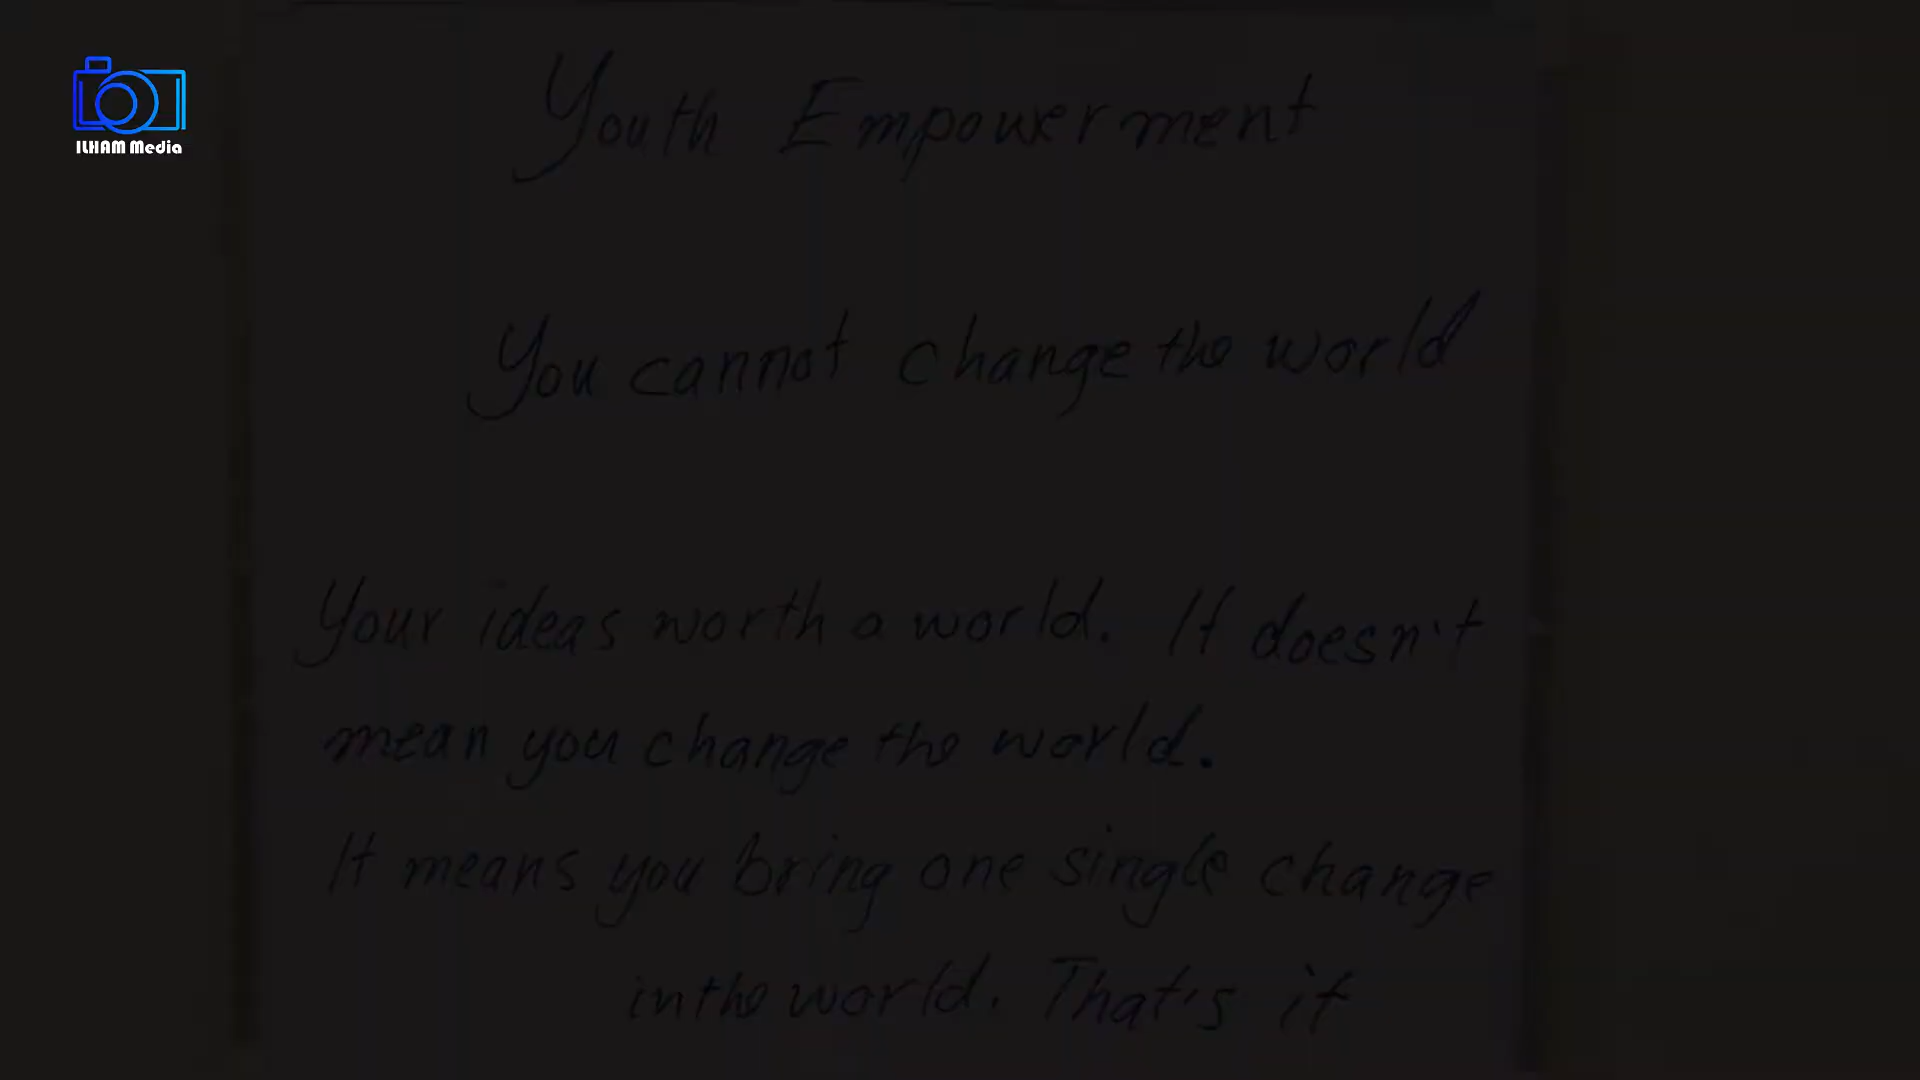 ILHAM Media
Youth Empowerment
You cannot change the world
Your ideas worth a world. It doesn't
mean you change the world.
It means you bring one single change
in the world. That's it